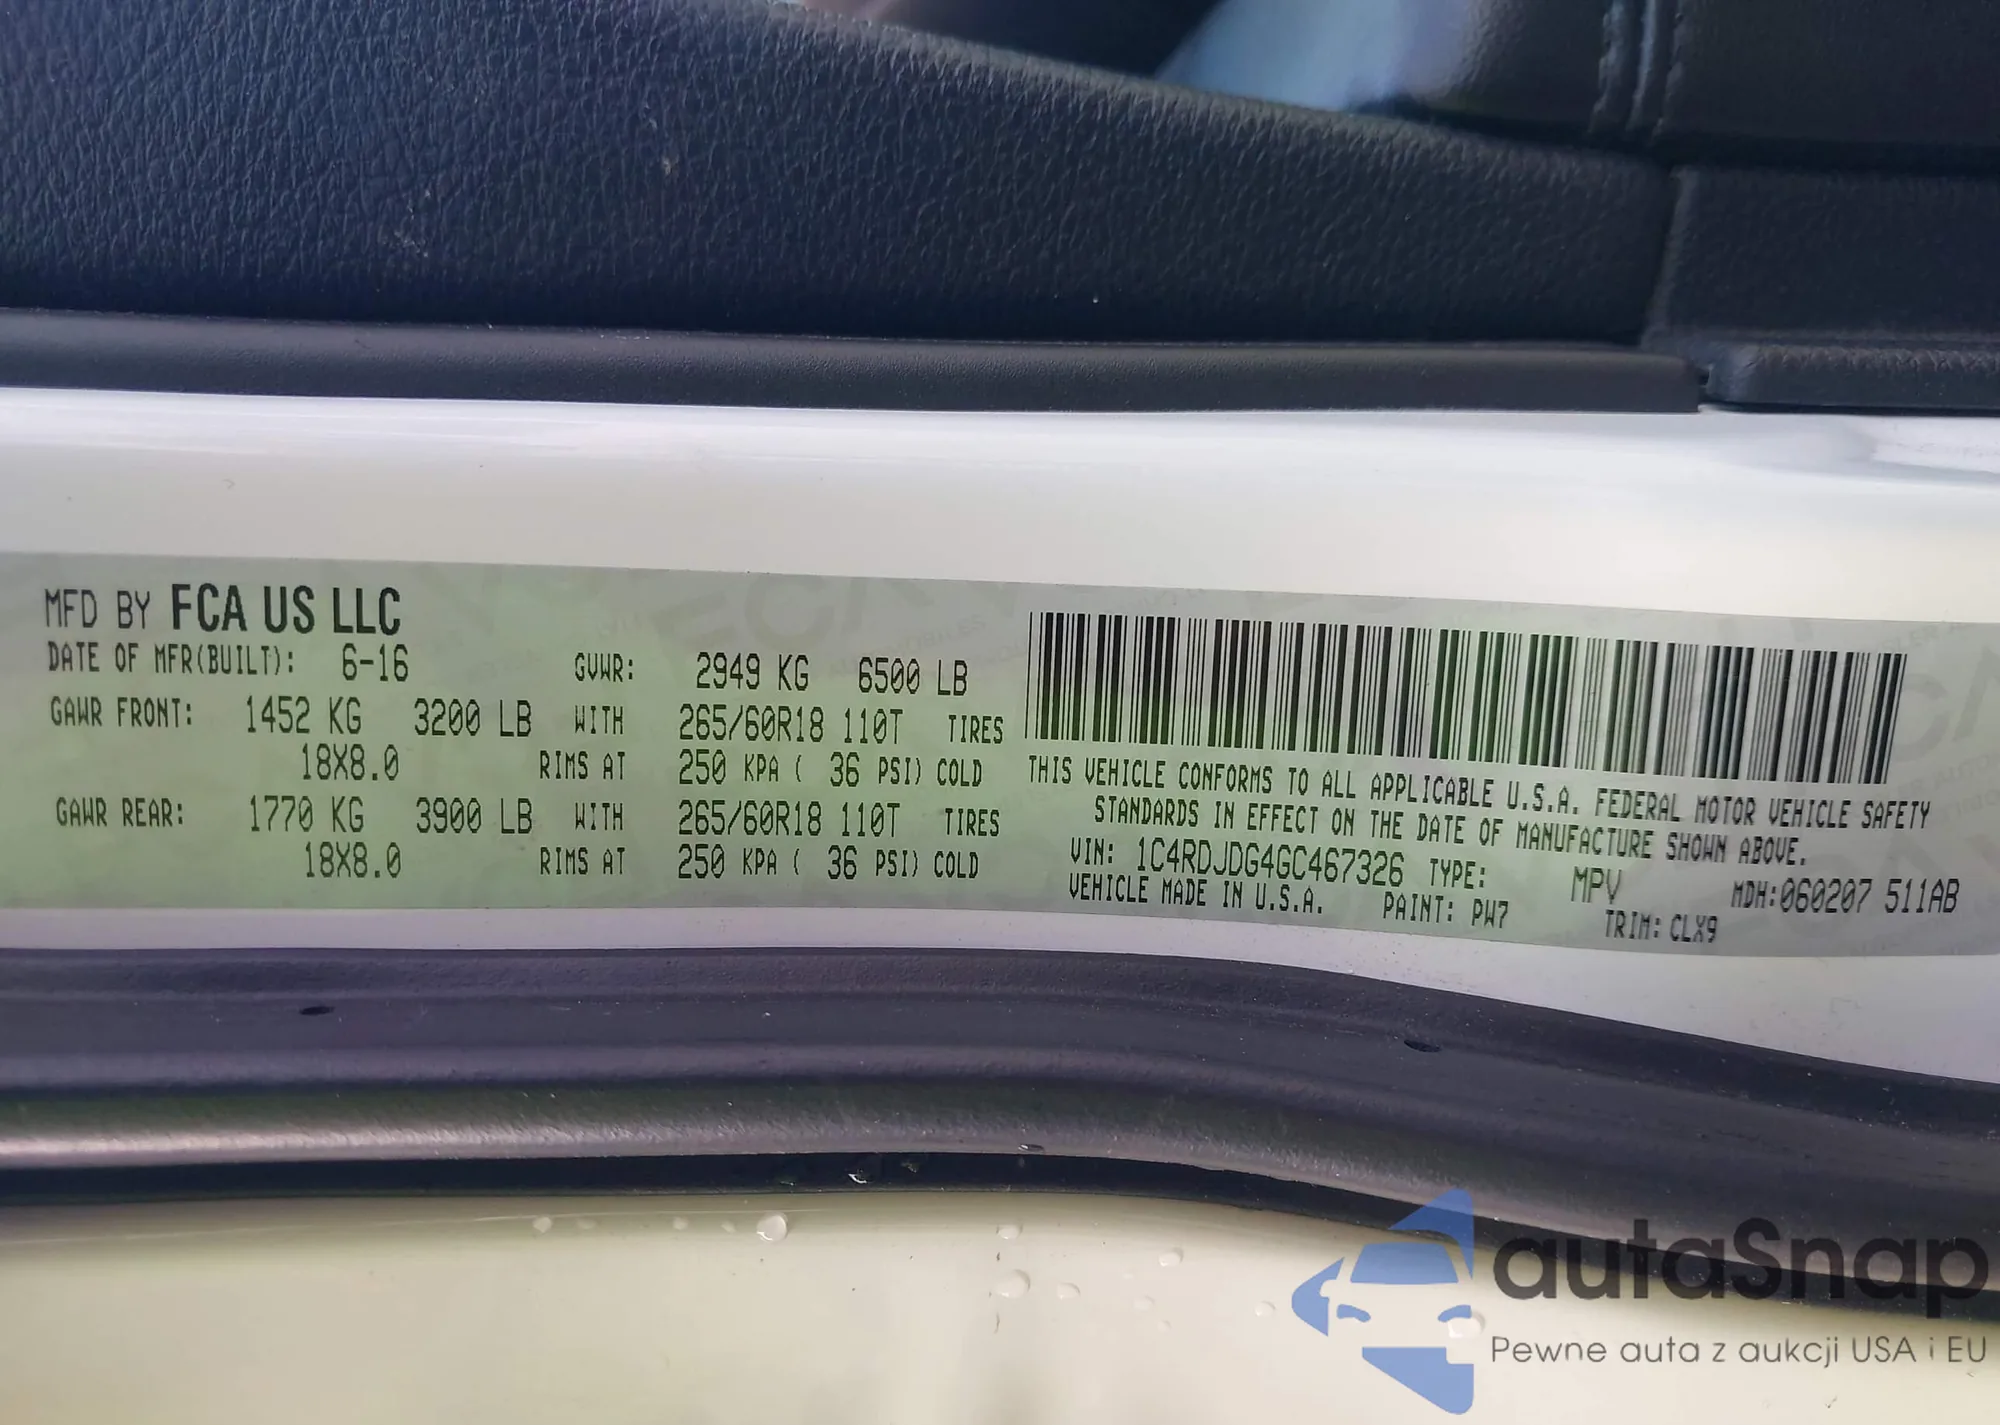 MFD BY FCA US LLC
DATE OF MFR(BUILT): 6-16 GVWR: 2949 KG 6500 LB
GAWR FRONT: 1452 KG 3200 LB WITH 265/60R18 110T TIRES
18X8.0 RIMS AT 250 KPA ( 36 PSI) COLD
GAWR REAR: 1770 KG 3900 LB WITH 265/60R18 110T TIRES
18X8.0 RIMS AT 250 KPA ( 36 PSI) COLD
THIS VEHICLE CONFORMS TO ALL APPLICABLE U.S.A. FEDERAL MOTOR VEHICLE SAFETY
STANDARDS IN EFFECT ON THE DATE OF MANUFACTURE SHOWN ABOVE.
VIN: 1C4RDJDG4GC467326 TYPE: MPV MDH:060207 511AB
VEHICLE MADE IN U.S.A. PAINT: PW7 TRIM: CLX9
autaSnap
Pewne auta z aukcji USA i EU